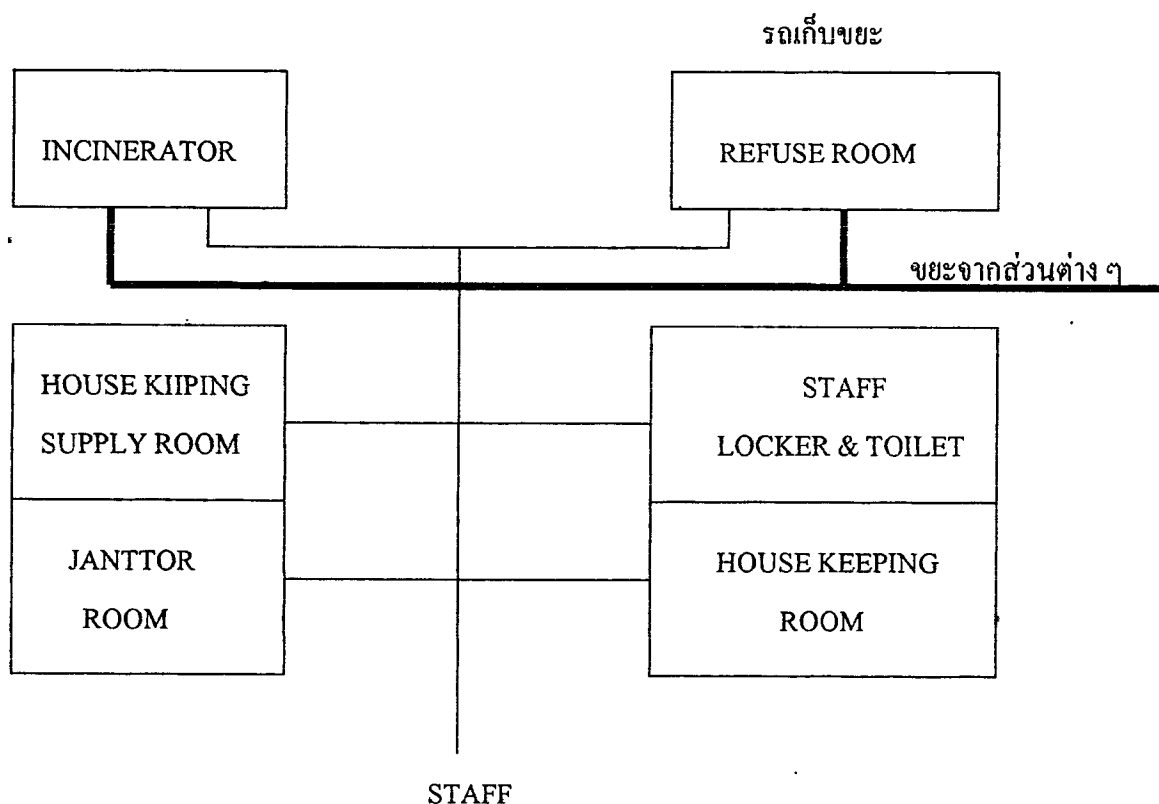 รถเก็บขยะ
INCINERATOR
REFUSE ROOM
ขยะจากส่วนต่าง ๆ
HOUSE KIIPING
SUPPLY ROOM
STAFF
LOCKER & TOILET
JANTTOR
ROOM
HOUSE KEEPING
ROOM
STAFF